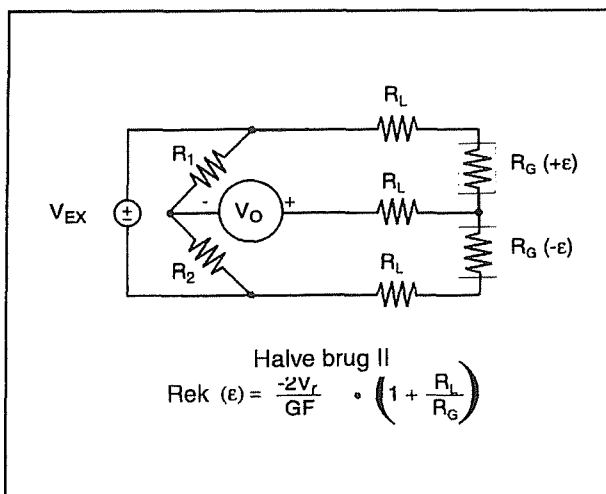 R_L
R_1
R_G (+ε)
- V_O + R_L
V_EX ±
R_2
R_G (-ε)
R_L
Halve brug II
Rek (ε) = -2V_r / GF • (1 + R_L / R_G)